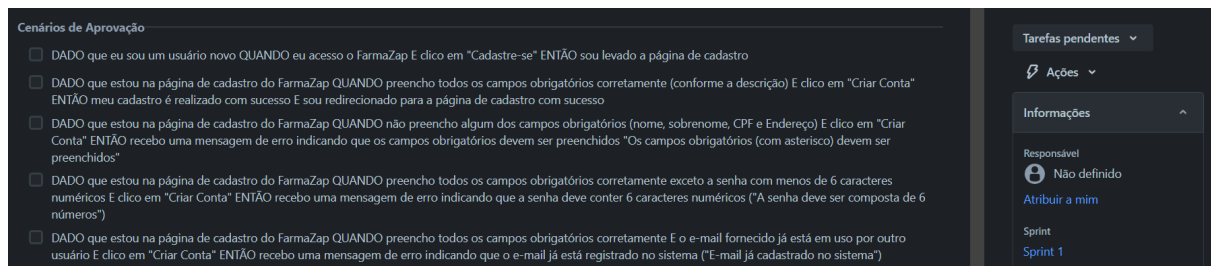 Cenários de Aprovação
DADO que eu sou um usuário novo QUANDO eu acesso o FarmaZap E clico em "Cadastre-se" ENTÃO sou levado a página de cadastro
DADO que estou na página de cadastro do FarmaZap QUANDO preencho todos os campos obrigatórios corretamente (conforme a descrição) E clico em "Criar Conta"
ENTÃO meu cadastro é realizado com sucesso E sou redirecionado para a página de cadastro com sucesso
DADO que estou na página de cadastro do FarmaZap QUANDO não preencho algum dos campos obrigatórios (nome, sobrenome, CPF e Endereço) E clico em "Criar
Conta" ENTÃO recebo uma mensagem de erro indicando que os campos obrigatórios devem ser preenchidos "Os campos obrigatórios (com asterisco) devem ser
preenchidos"
DADO que estou na página de cadastro do FarmaZap QUANDO preencho todos os campos obrigatórios corretamente exceto a senha com menos de 6 caracteres
numéricos E clico em "Criar Conta" ENTÃO recebo uma mensagem de erro indicando que a senha deve conter 6 caracteres numéricos ("A senha deve ser composta de 6
números")
DADO que estou na página de cadastro do FarmaZap QUANDO preencho todos os campos obrigatórios corretamente E o e-mail fornecido já está em uso por outro
usuário E clico em "Criar Conta" ENTÃO recebo uma mensagem de erro indicando que o e-mail já está registrado no sistema ("E-mail já cadastrado no sistema")
Tarefas pendentes
Ações
Informações
Responsável
Não definido
Atribuir a mim
Sprint
Sprint 1